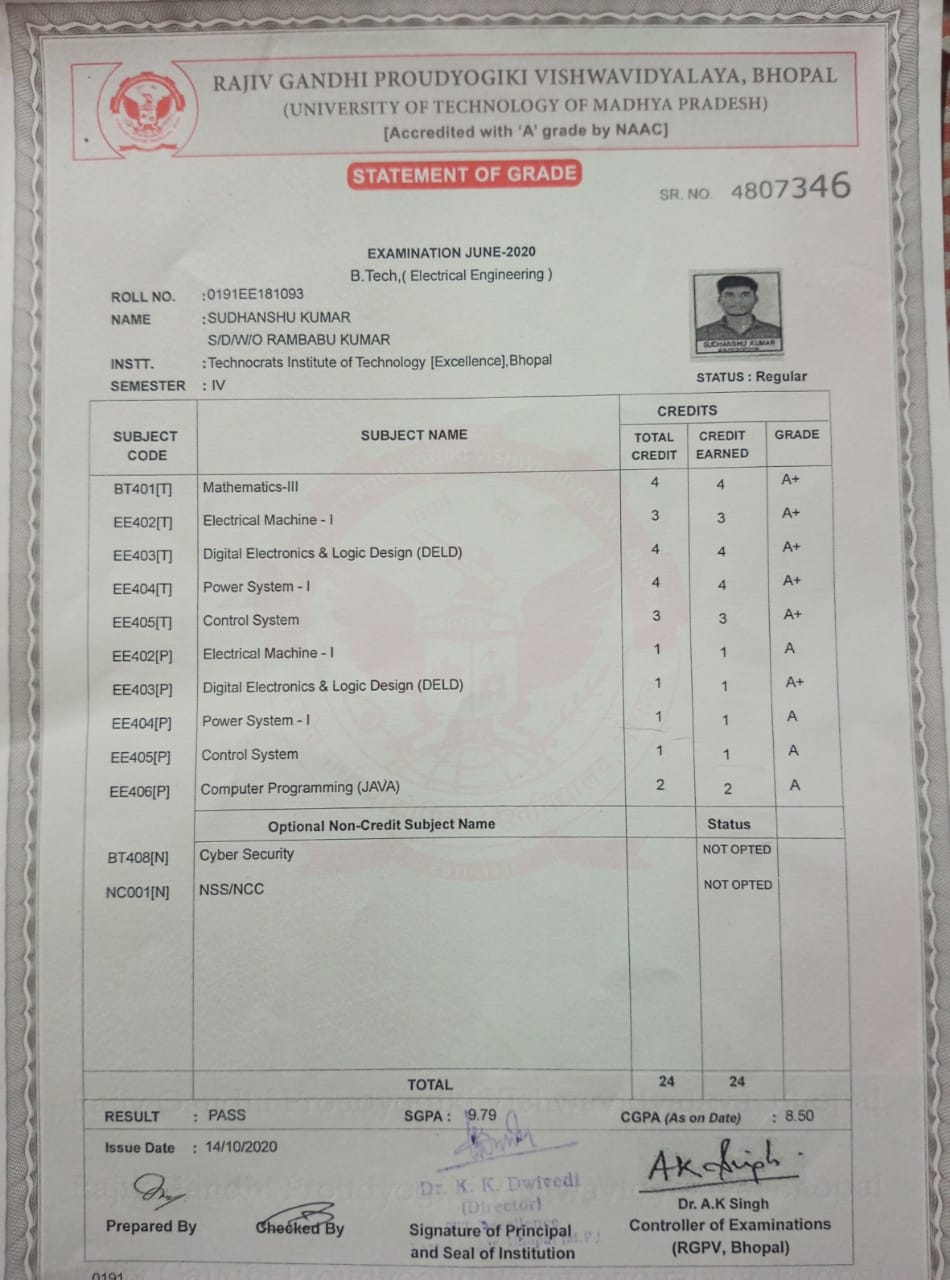 RAJIV GANDHI PROUDYOGIKI VISHWAVIDYALAYA, BHOPAL
(UNIVERSITY OF TECHNOLOGY OF MADHYA PRADESH)
[Accredited with 'A' grade by NAAC]
STATEMENT OF GRADE
SR. NO. 4807346
EXAMINATION JUNE-2020
B.Tech,( Electrical Engineering )
ROLL NO. :0191EE181093
NAME :SUDHANSHU KUMAR
S/D/W/O RAMBABU KUMAR
SUDHANSHU KUMAR
INSTT. :Technocrats Institute of Technology [Excellence],Bhopal
SEMESTER : IV
STATUS : Regular
CREDITS
SUBJECT CODE SUBJECT NAME TOTAL CREDIT CREDIT EARNED GRADE
BT401[T] Mathematics-III 4 4 A+
EE402[T] Electrical Machine - I 3 3 A+
EE403[T] Digital Electronics & Logic Design (DELD) 4 4 A+
EE404[T] Power System - I 4 4 A+
EE405[T] Control System 3 3 A+
EE402[P] Electrical Machine - I 1 1 A
EE403[P] Digital Electronics & Logic Design (DELD) 1 1 A+
EE404[P] Power System - I 1 1 A
EE405[P] Control System 1 1 A
EE406[P] Computer Programming (JAVA) 2 2 A
Optional Non-Credit Subject Name Status
BT408[N] Cyber Security NOT OPTED
NC001[N] NSS/NCC NOT OPTED
TOTAL 24 24
RESULT : PASS SGPA : 9.79 CGPA (As on Date) : 8.50
Issue Date : 14/10/2020
A.K Singh
Dr. K. K. Dwivedi
(Director)
Dr. A.K Singh
Prepared By Checked By Signature of Principal Controller of Examinations
and Seal of Institution (RGPV, Bhopal)
0191